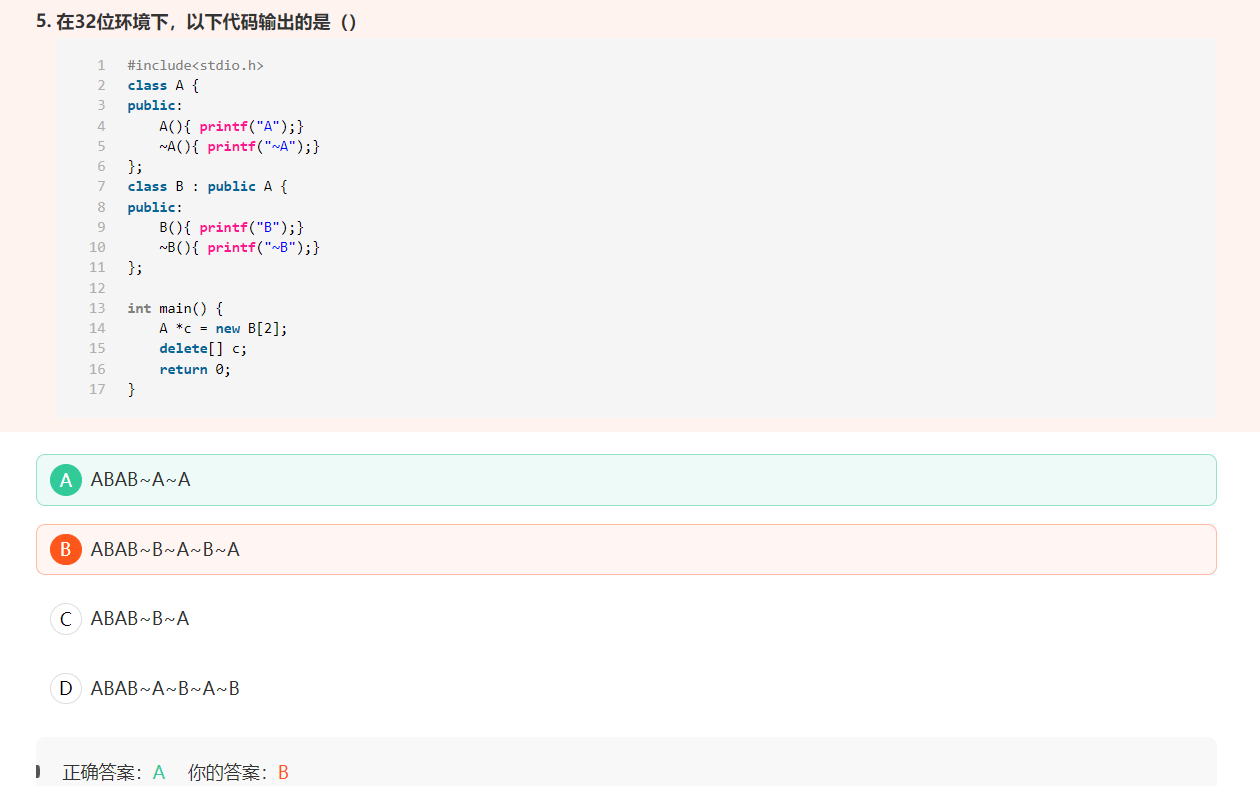 5. 在32位环境下，以下代码输出的是（）
1 #include<stdio.h>
2 class A {
3 public:
4     A(){ printf("A");}
5     ~A(){ printf("~A");}
6 };
7 class B : public A {
8 public:
9     B(){ printf("B");}
10     ~B(){ printf("~B");}
11 };
12
13 int main() {
14     A *c = new B[2];
15     delete[] c;
16     return 0;
17 }
A ABAB~A~A
B ABAB~B~A~B~A
C ABAB~B~A
D ABAB~A~B~A~B
正确答案：A 你的答案：B